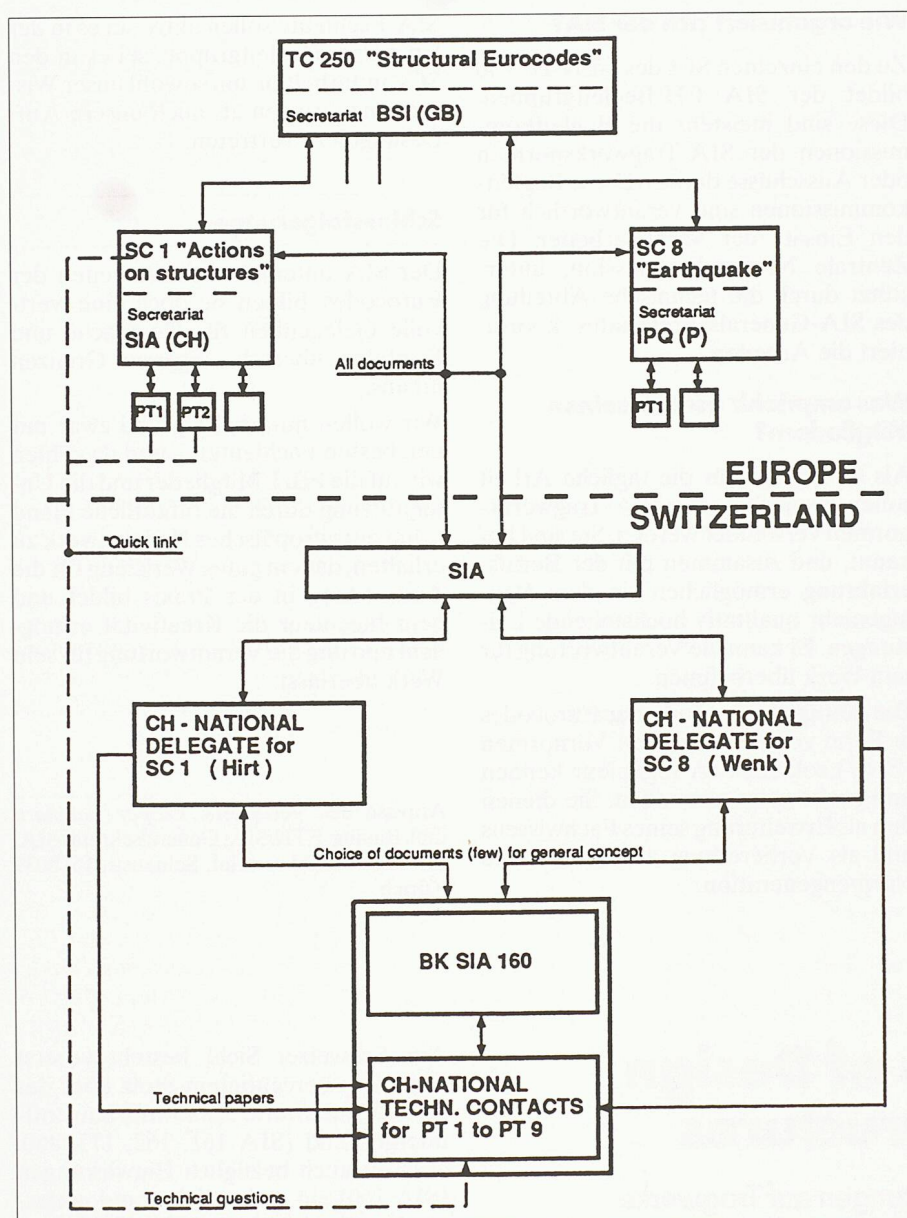 TC 250 "Structural Eurocodes"
Secretariat BSI (GB)
SC 1 "Actions
on structures"
Secretariat
SIA (CH)
PT1 PT2
SC 8
"Earthquake"
Secretariat
IPQ (P)
PT1
All documents
EUROPE
SWITZERLAND
"Quick link"
SIA
CH - NATIONAL
DELEGATE for
SC 1 ( Hirt )
CH - NATIONAL
DELEGATE for
SC 8 ( Wenk )
Choice of documents (few) for general concept
BK SIA 160
CH-NATIONAL
TECHN. CONTACTS
for PT 1 to PT 9
Technical papers
Technical questions